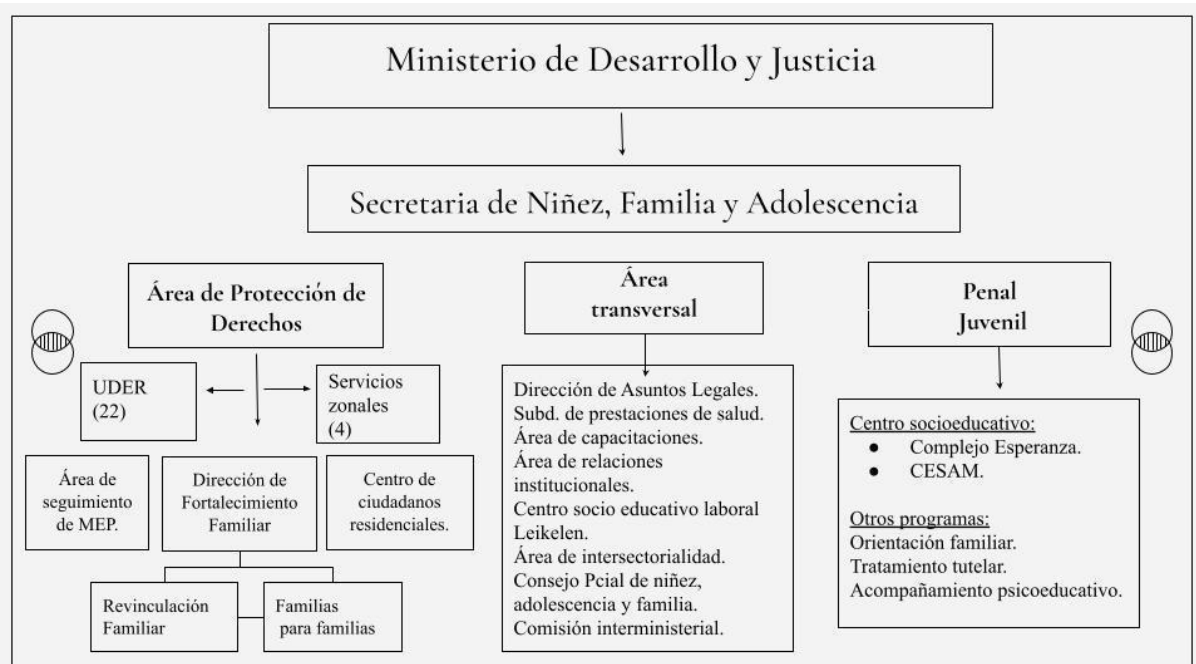 Ministerio de Desarrollo y Justicia
Secretaria de Niñez, Familia y Adolescencia
Área de Protección de
Derechos
UDER
(22)
Servicios
zonales
(4)
Área de
seguimiento
de MEP.
Dirección de
Fortalecimiento
Familiar
Centro de
ciudadanos
residenciales.
Revinculación
Familiar
Familias
para familias
Área
transversal
Dirección de Asuntos Legales.
Subd. de prestaciones de salud.
Área de capacitaciones.
Área de relaciones
institucionales.
Centro socio educativo laboral
Leikelen.
Área de intersectorialidad.
Consejo Pcial de niñez,
adolescencia y familia.
Comisión interministerial.
Penal
Juvenil
Centro socioeducativo:
● Complejo Esperanza.
● CESAM.
Otros programas:
Orientación familiar.
Tratamiento tutelar.
Acompañamiento psicoeducativo.